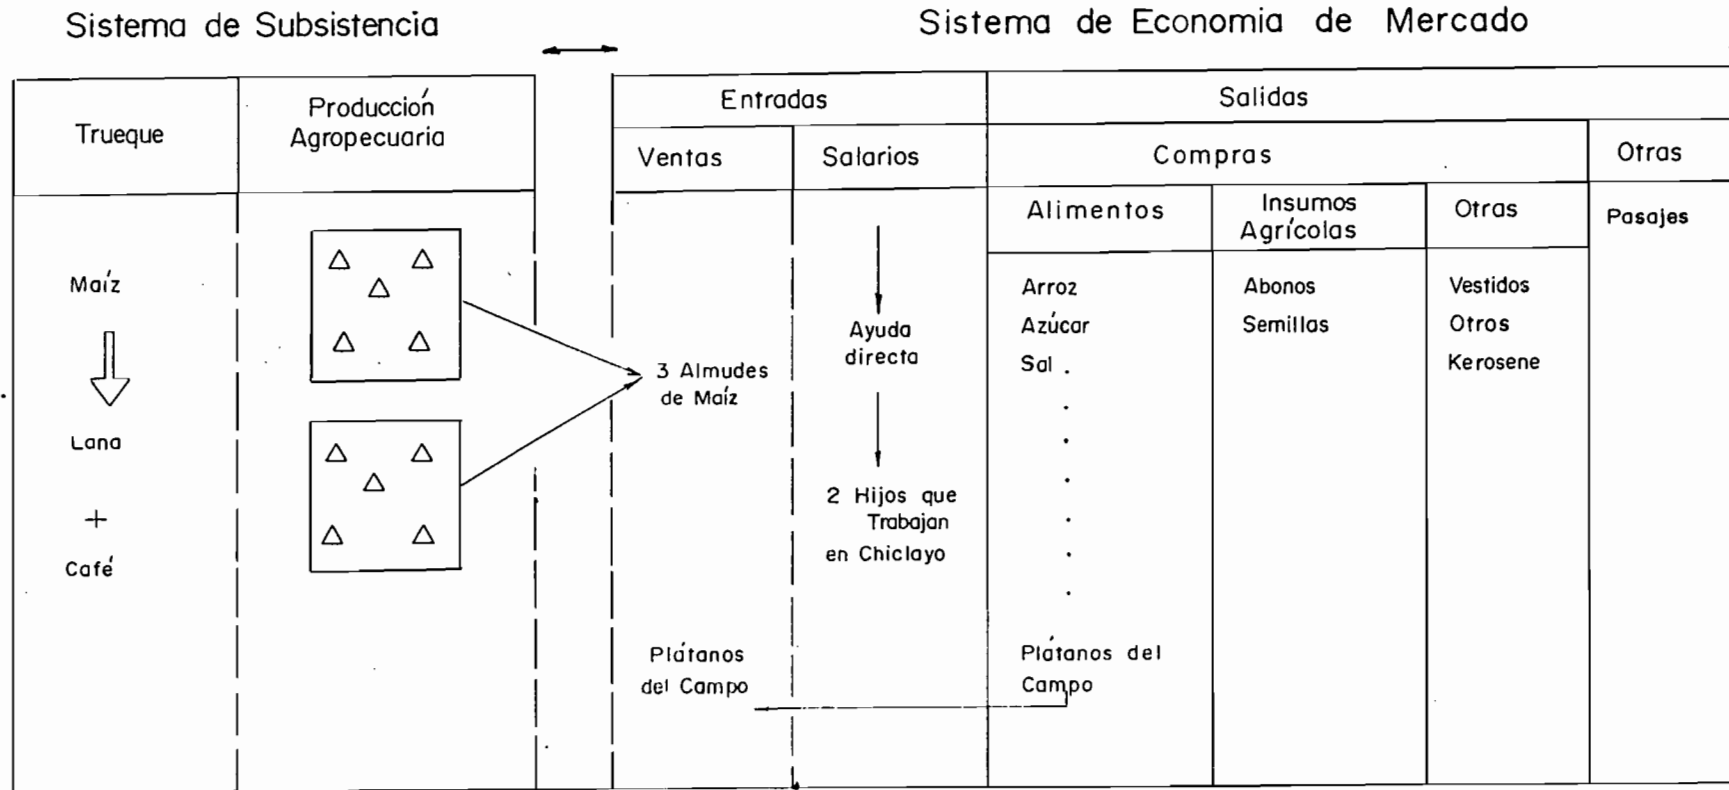 Sistema de Subsistencia
Sistema de Economia de Mercado
Trueque
Producción
Agropecuaria
Entradas
Salidas
Ventas
Salarios
Compras
Otras
Alimentos
Insumos
Agrícolas
Otras
Pasajes
Maíz
Lana
+
Café
3 Almudes
de Maíz
Plátanos
del Campo
Ayuda
directa
2 Hijos que
Trabajan
en Chiclayo
Arroz
Azúcar
Sal .
.
.
.
.
.
.
Plátanos del
Campo
Abonos
Semillas
Vestidos
Otros
Kerosene